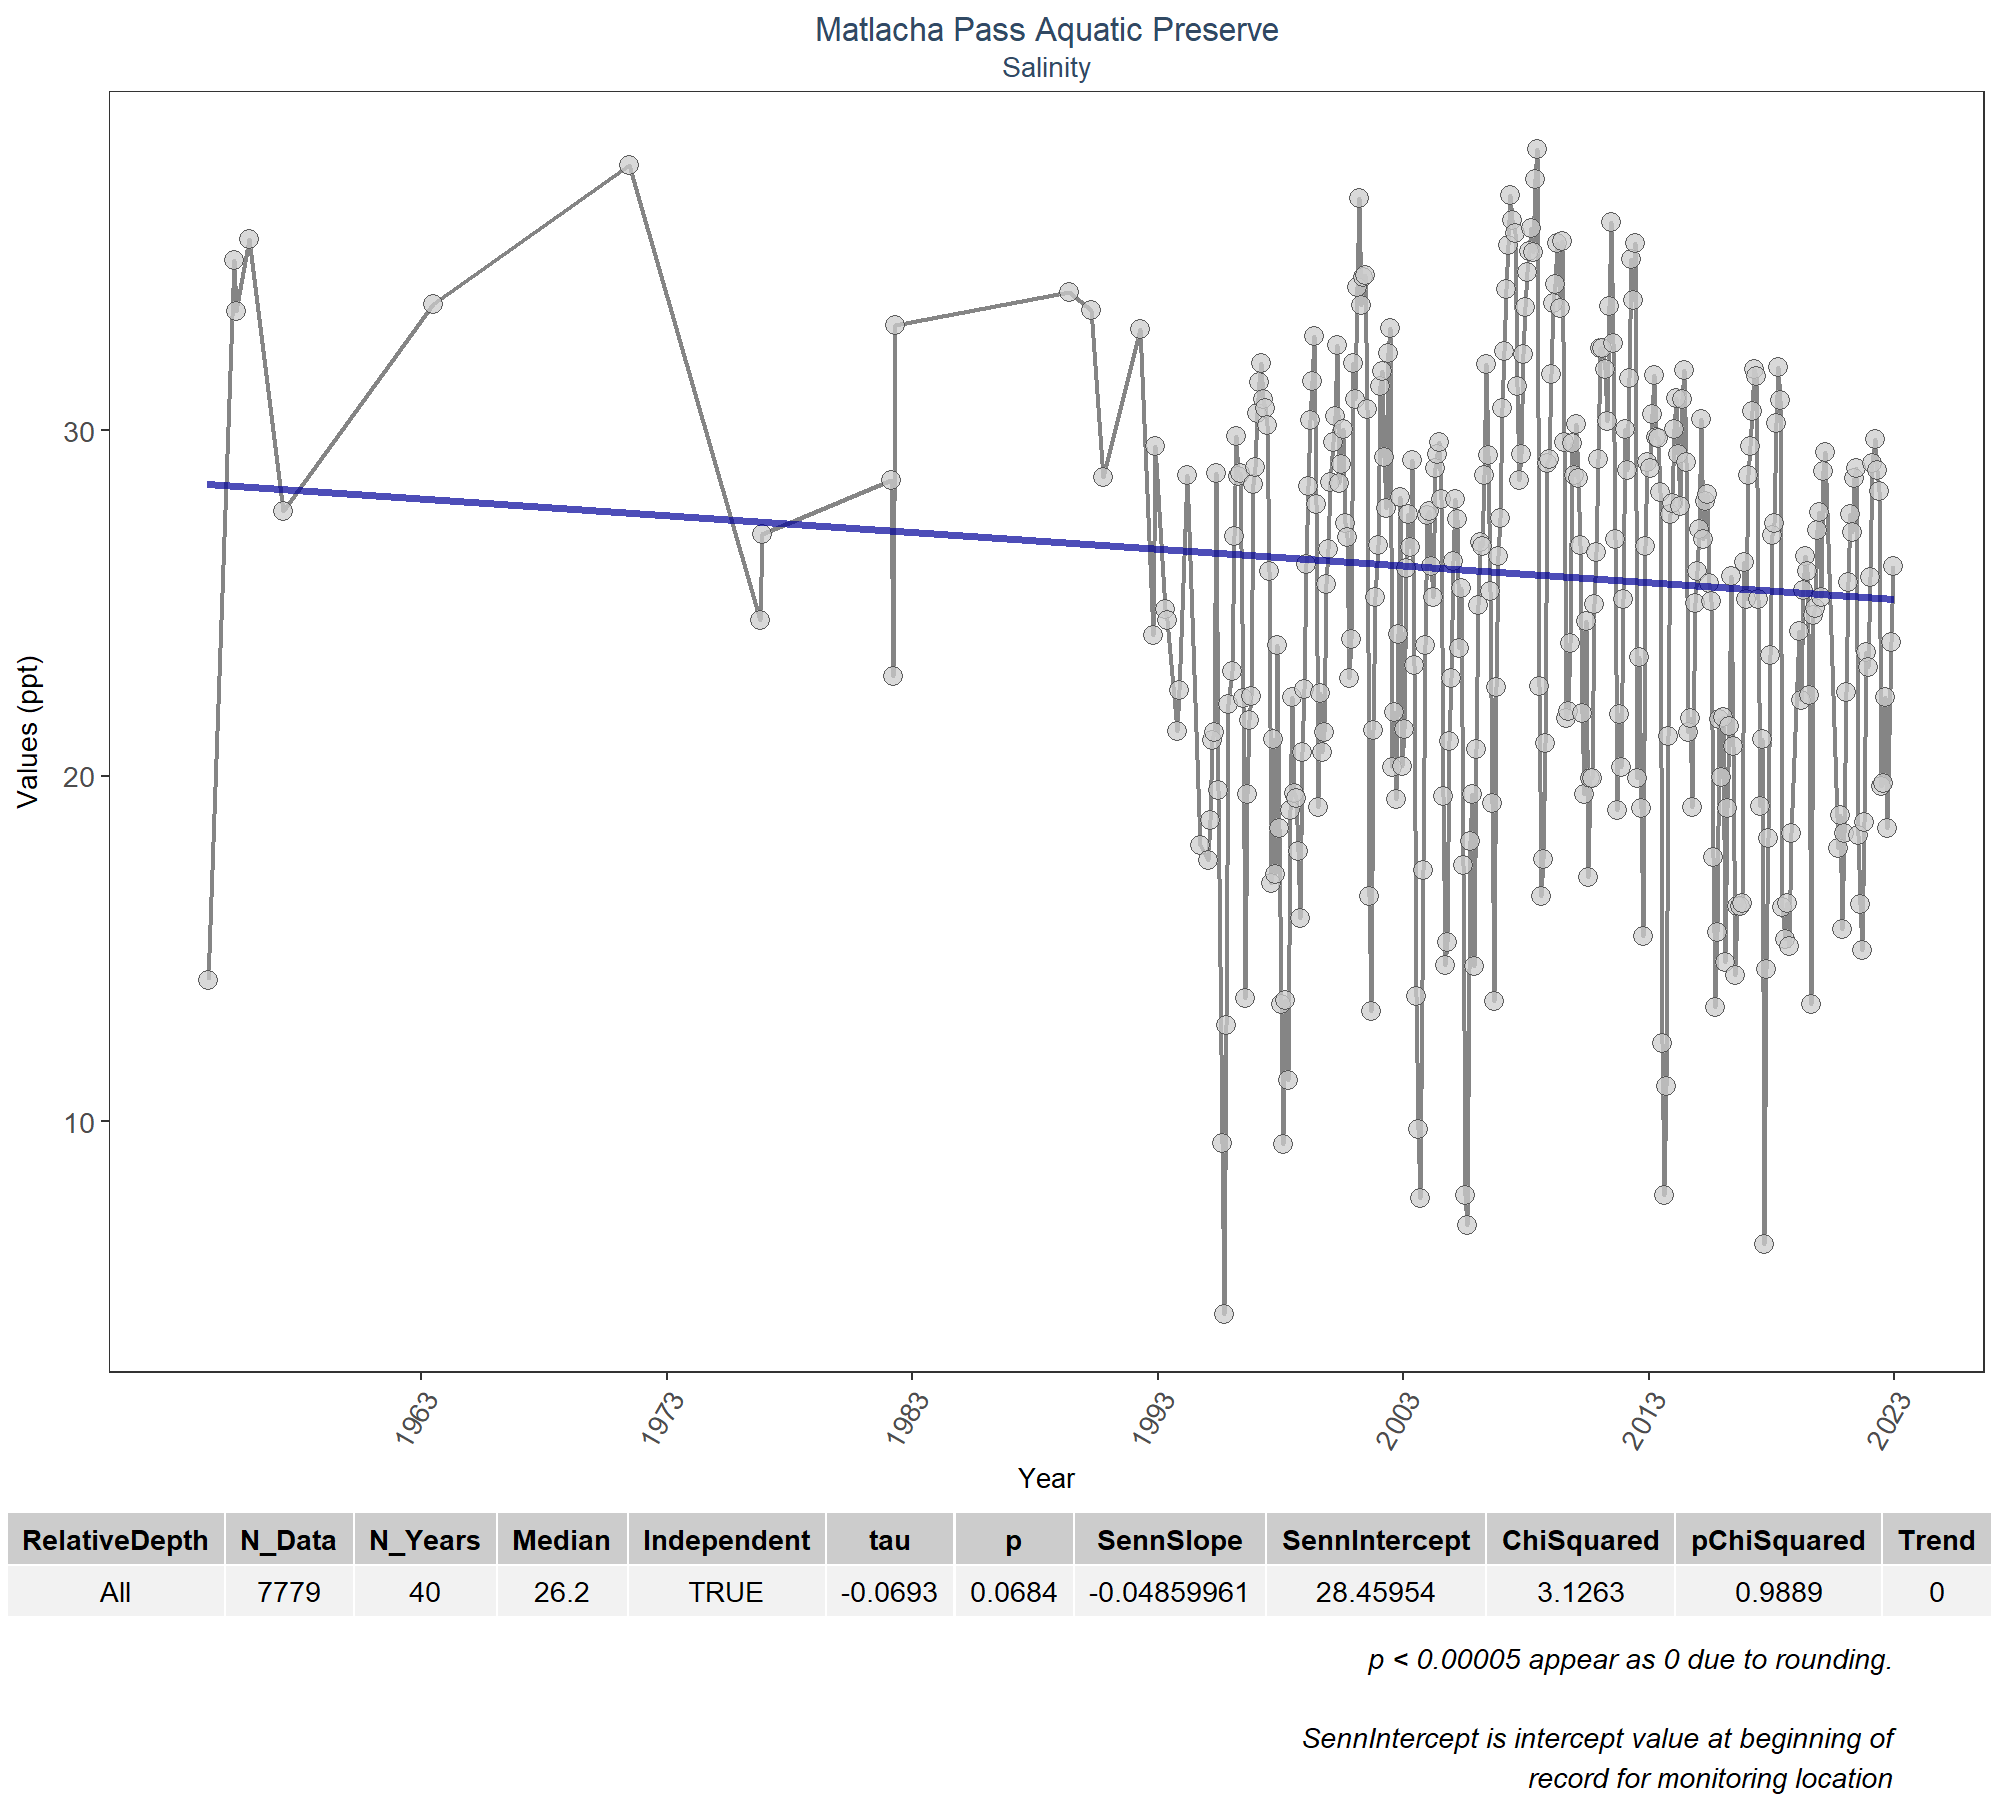 Matlacha Pass Aquatic Preserve
Salinity
Values (ppt)
30
20
10
1963
1973
1983
1993
2003
2013
2023
Year
RelativeDepth N_Data N_Years Median Independent tau p SennSlope SennIntercept ChiSquared pChiSquared Trend
All 7779 40 26.2 TRUE -0.0693 0.0684 -0.04859961 28.45954 3.1263 0.9889 0
p < 0.00005 appear as 0 due to rounding.
SennIntercept is intercept value at beginning of
record for monitoring location